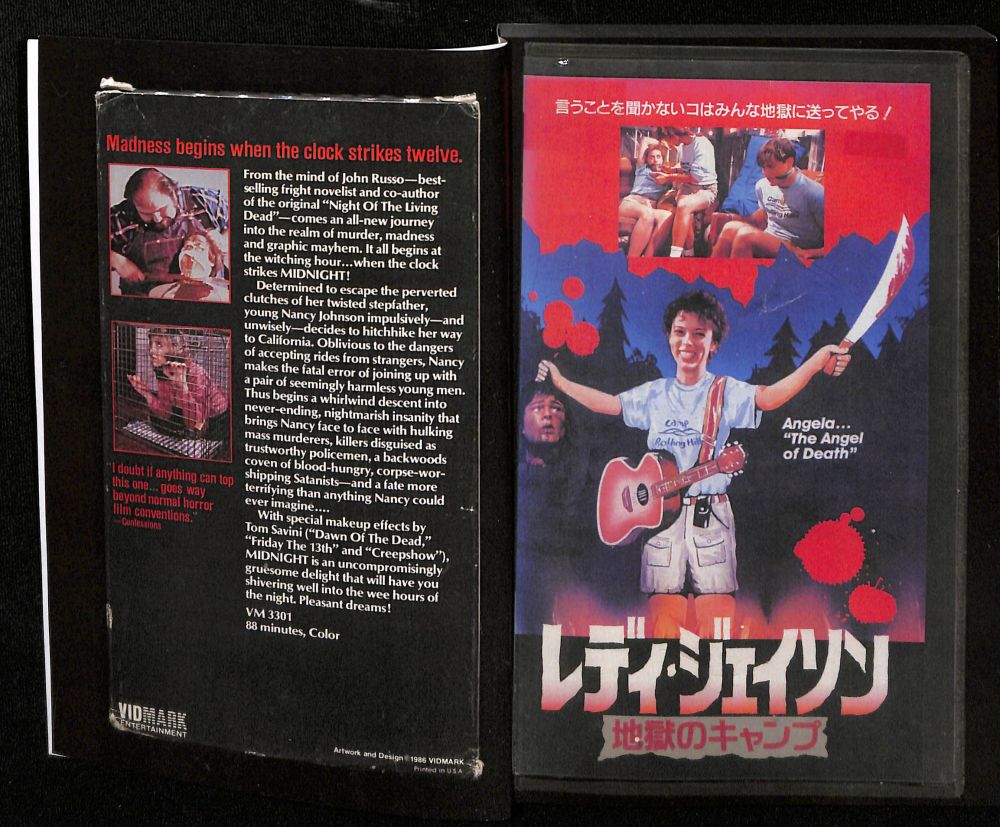 Madness begins when the clock strikes twelve.
From the mind of John Russo—best-
selling fright novelist and co-author
of the original "Night Of The Living
Dead"—comes an all-new journey
into the realm of murder, madness
and graphic mayhem. It all begins at
the witching hour...when the clock
strikes MIDNIGHT!
Determined to escape the perverted
clutches of her twisted stepfather,
young Nancy Johnson impulsively—and
unwisely—decides to hitchhike her way
to California. Oblivious to the dangers
of accepting rides from strangers, Nancy
makes the fatal error of joining up with
a pair of seemingly harmless young men.
Thus begins a whirlwind descent into
never-ending, nightmarish insanity that
brings Nancy face to face with hulking
mass murderers, killers disguised as
trustworthy policemen, a backwoods
coven of blood-hungry, corpse-wor-
shipping Satanists—and a fate more
terrifying than anything Nancy could
ever imagine....
With special makeup effects by
Tom Savini ("Dawn Of The Dead,"
"Friday The 13th" and "Creepshow"),
MIDNIGHT is an uncompromisingly
gruesome delight that will have you
shivering well into the wee hours of
the night. Pleasant dreams!
VM 3301
88 minutes, Color
"I doubt if anything can top
this one... goes way
beyond normal horror
film conventions."
—Confessions
VIDMARK
ENTERTAINMENT
Artwork and Design © 1986 VIDMARK
Printed in U.S.A.
言うことを聞かないコはみんな地獄に送ってやる!
Camp
Rolling Hills
Camp
Rolling Hills
Angela...
"The Angel
of Death"
レディ・ジェイソン
地獄のキャンプ